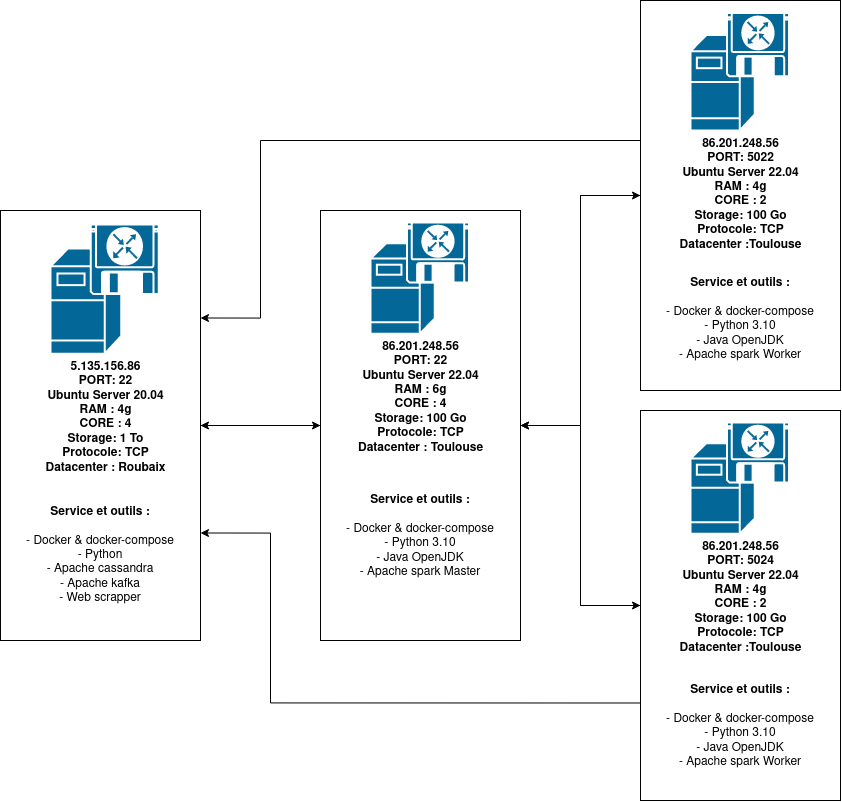 5.135.156.86
PORT: 22
Ubuntu Server 20.04
RAM : 4g
CORE : 4
Storage: 1 To
Protocole: TCP
Datacenter : Roubaix
Service et outils :
- Docker & docker-compose
- Python
- Apache cassandra
- Apache kafka
- Web scrapper
86.201.248.56
PORT: 22
Ubuntu Server 22.04
RAM : 6g
CORE : 4
Storage: 100 Go
Protocole: TCP
Datacenter : Toulouse
Service et outils :
- Docker & docker-compose
- Python 3.10
- Java OpenJDK
- Apache spark Master
86.201.248.56
PORT: 5022
Ubuntu Server 22.04
RAM : 4g
CORE : 2
Storage: 100 Go
Protocole: TCP
Datacenter :Toulouse
Service et outils :
- Docker & docker-compose
- Python 3.10
- Java OpenJDK
- Apache spark Worker
86.201.248.56
PORT: 5024
Ubuntu Server 22.04
RAM : 4g
CORE : 2
Storage: 100 Go
Protocole: TCP
Datacenter :Toulouse
Service et outils :
- Docker & docker-compose
- Python 3.10
- Java OpenJDK
- Apache spark Worker